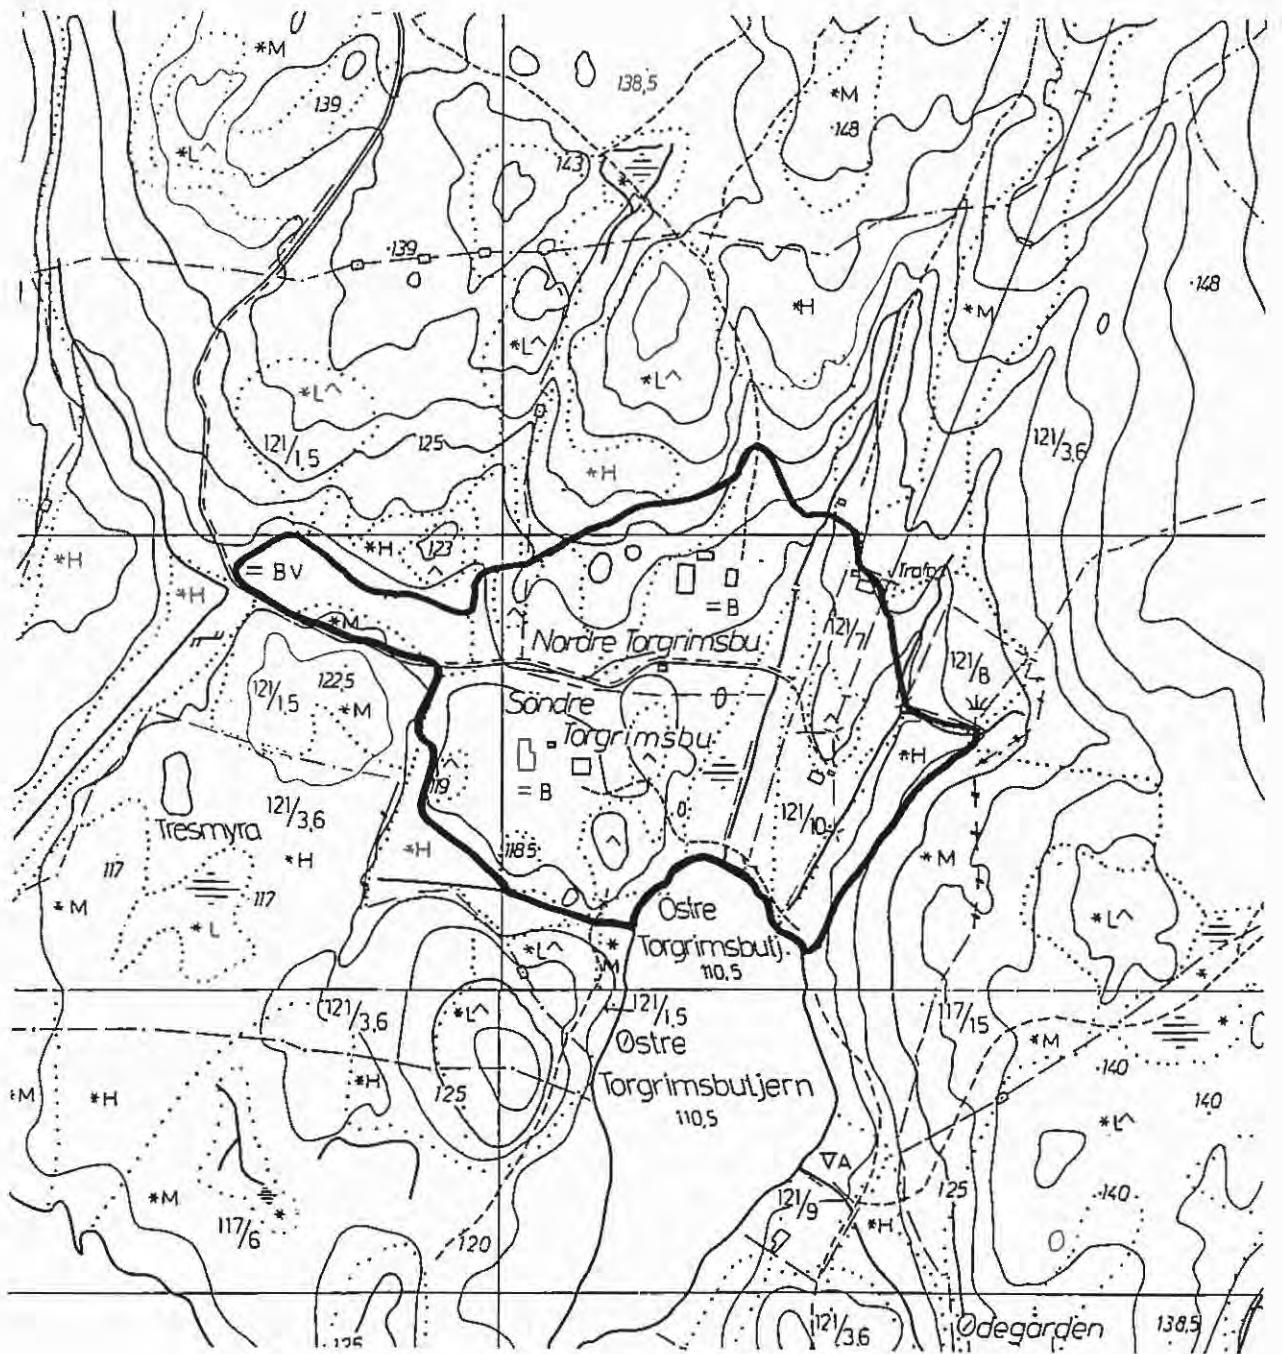 *M
138,5
139
*M
.148
*L^
143
*
.139
.148
*H
*M
*L^
*L^
*L^
121/1,5
125
121/3,6
*H
*H
123
*H
= BV
*H
^
= B
*M
^
Nordre Torgrimsbu
121/7
121/8
121/1,5
122,5
*M
Söndre
Torgrimsbu
^
*H
^
119
^
= B
121/3,6
121/10
Tresmyra
*H
*H
118.5
^
*M
117
117
*M
*L
Östre
*L^
*L^
*
Torgrimsbutj.
110,5
M
*
121/3,6
*L^
121/1,5
117/15
*
Østre
*M
*M
*H
*H
125
Torgrimsbutjern
110,5
.140
140
*L^
∇A
*M
121/9
125
.140
*H
117/6
*
120
125
121/3,6
Ødegården
138,5